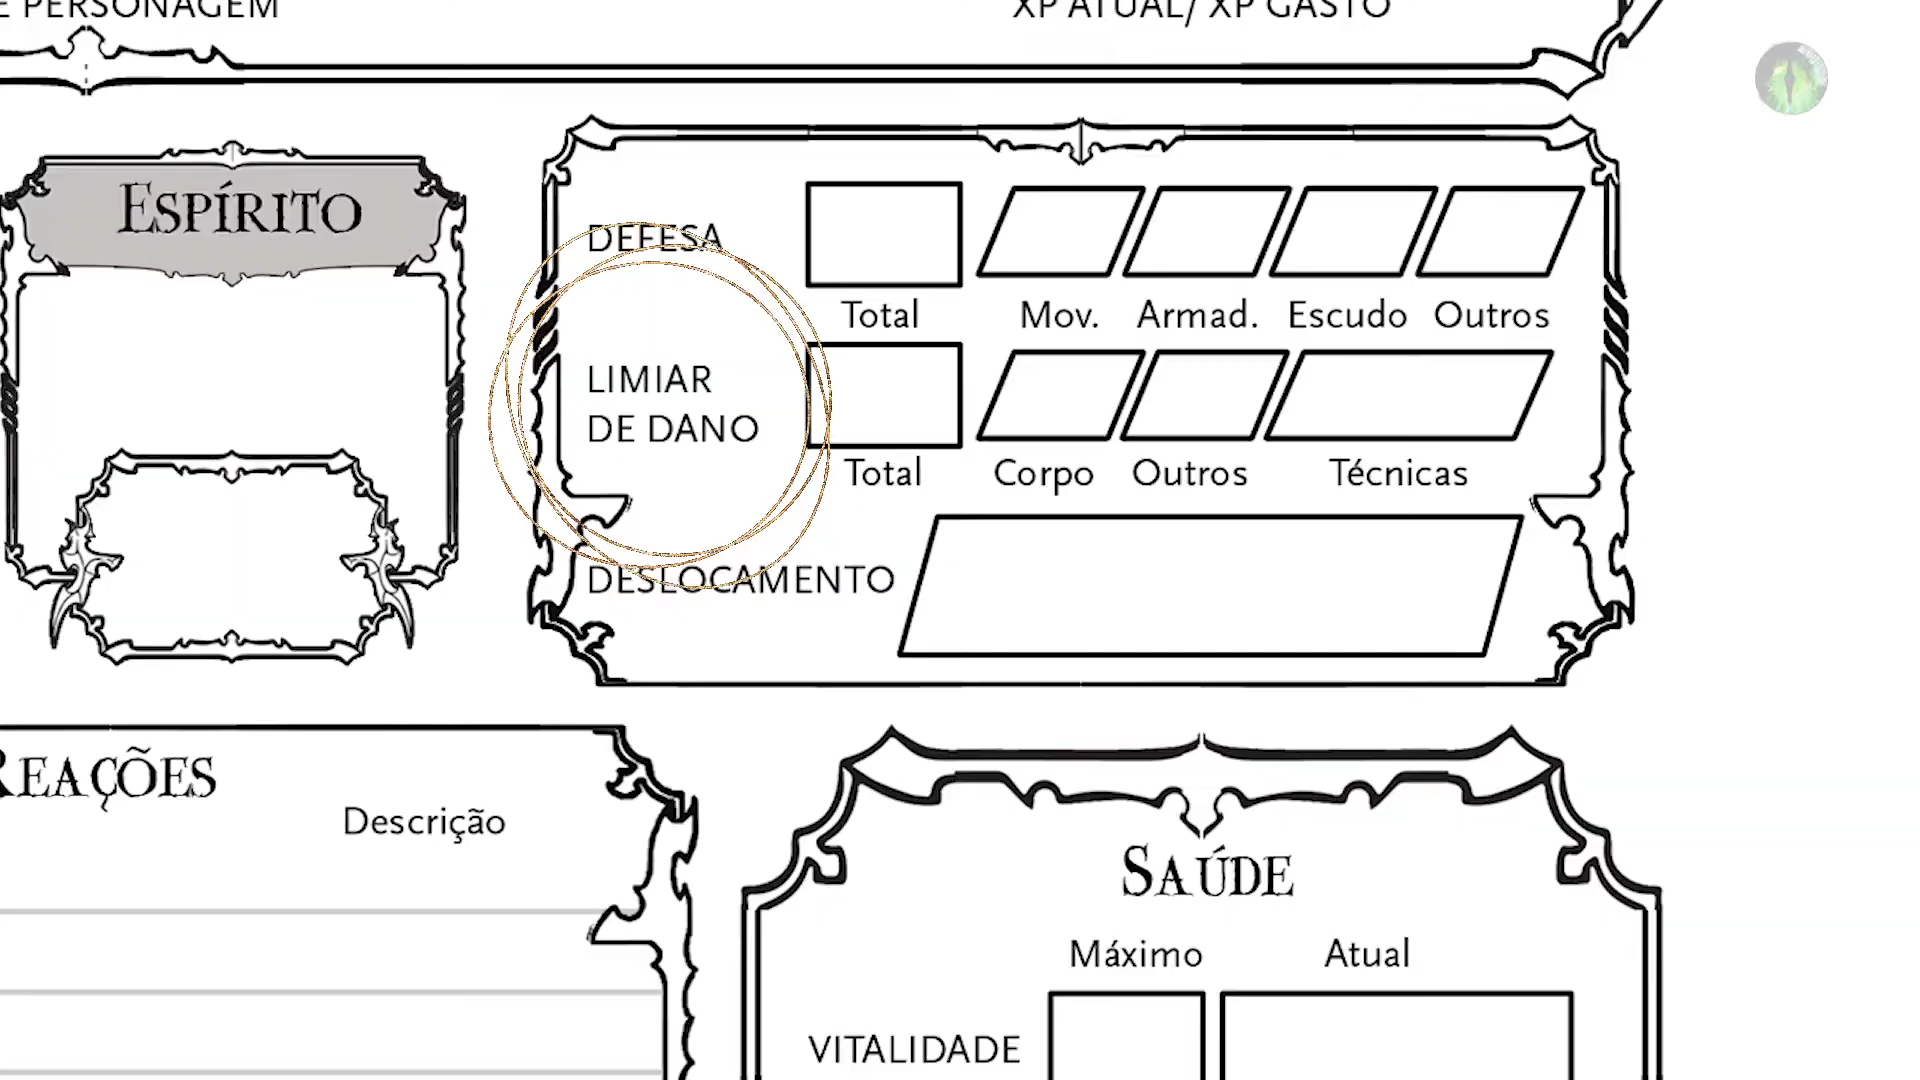 E PERSONAGEM
XP ATUAL/ XP GASTO
ESPÍRITO
DEFESA
Total Mov. Armad. Escudo Outros
LIMIAR
DE DANO
Total Corpo Outros Técnicas
DESLOCAMENTO
REAÇÕES
Descrição
SAÚDE
Máximo Atual
VITALIDADE